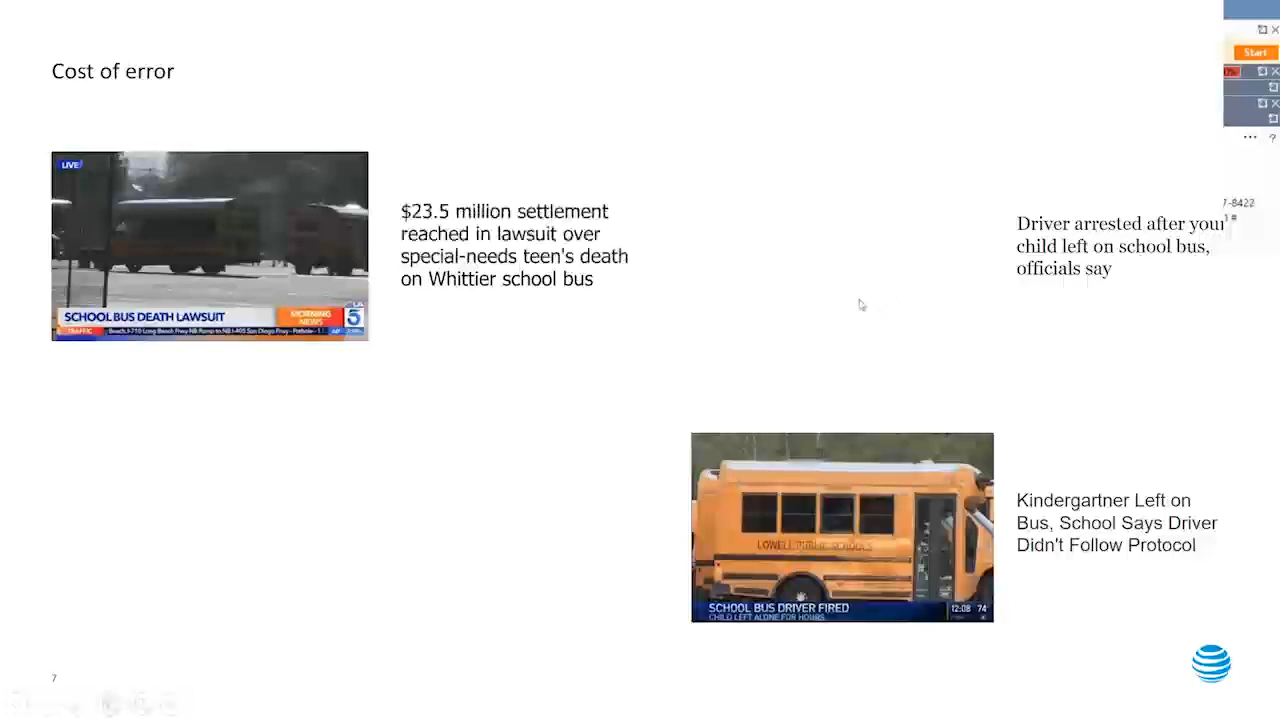 Cost of error
LIVE
SCHOOL BUS DEATH LAWSUIT
MORNING
NEWS
5
TRAFFIC
$23.5 million settlement
reached in lawsuit over
special-needs teen's death
on Whittier school bus
Start
7-8422
1#
Driver arrested after your
child left on school bus,
officials say
LOWELL PUBLIC SCHOOLS
SCHOOL BUS DRIVER FIRED
CHILD LEFT ALONE FOR HOURS
12:08 74
Kindergartner Left on
Bus, School Says Driver
Didn't Follow Protocol
7